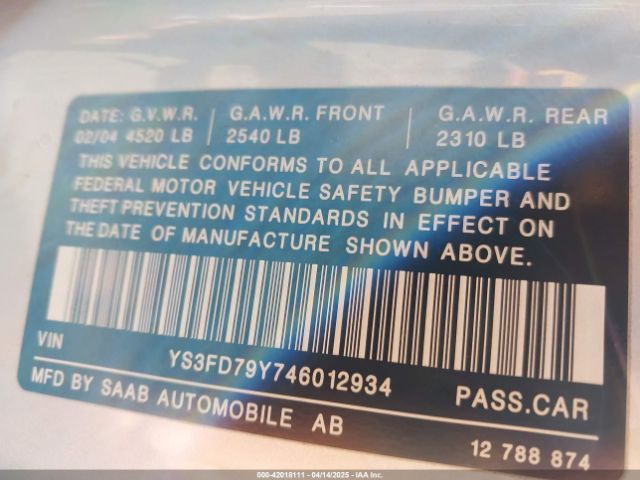 DATE: G.V.W.R. G.A.W.R. FRONT G.A.W.R. REAR
02/04 4520 LB 2540 LB 2310 LB
THIS VEHICLE CONFORMS TO ALL APPLICABLE
FEDERAL MOTOR VEHICLE SAFETY BUMPER AND
THEFT PREVENTION STANDARDS IN EFFECT ON
THE DATE OF MANUFACTURE SHOWN ABOVE.
VIN YS3FD79Y746012934 PASS.CAR
MFD BY SAAB AUTOMOBILE AB 12 788 874
000-42018111 - 04/14/2025 - IAA Inc.